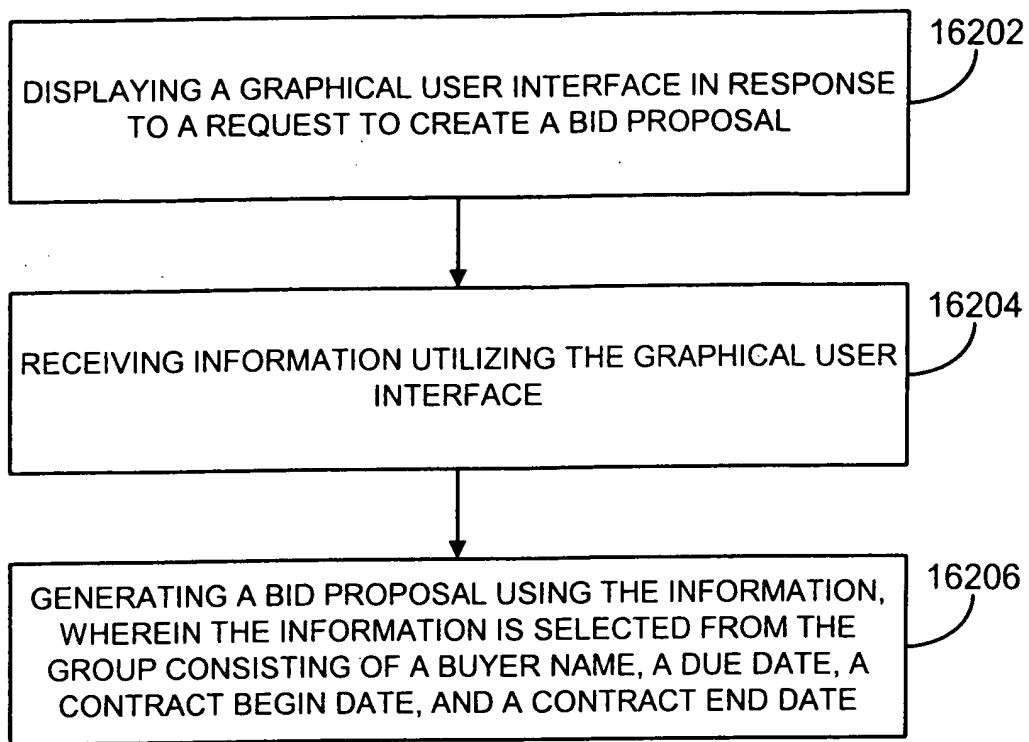 16202
DISPLAYING A GRAPHICAL USER INTERFACE IN RESPONSE
TO A REQUEST TO CREATE A BID PROPOSAL
16204
RECEIVING INFORMATION UTILIZING THE GRAPHICAL USER
INTERFACE
16206
GENERATING A BID PROPOSAL USING THE INFORMATION,
WHEREIN THE INFORMATION IS SELECTED FROM THE
GROUP CONSISTING OF A BUYER NAME, A DUE DATE, A
CONTRACT BEGIN DATE, AND A CONTRACT END DATE